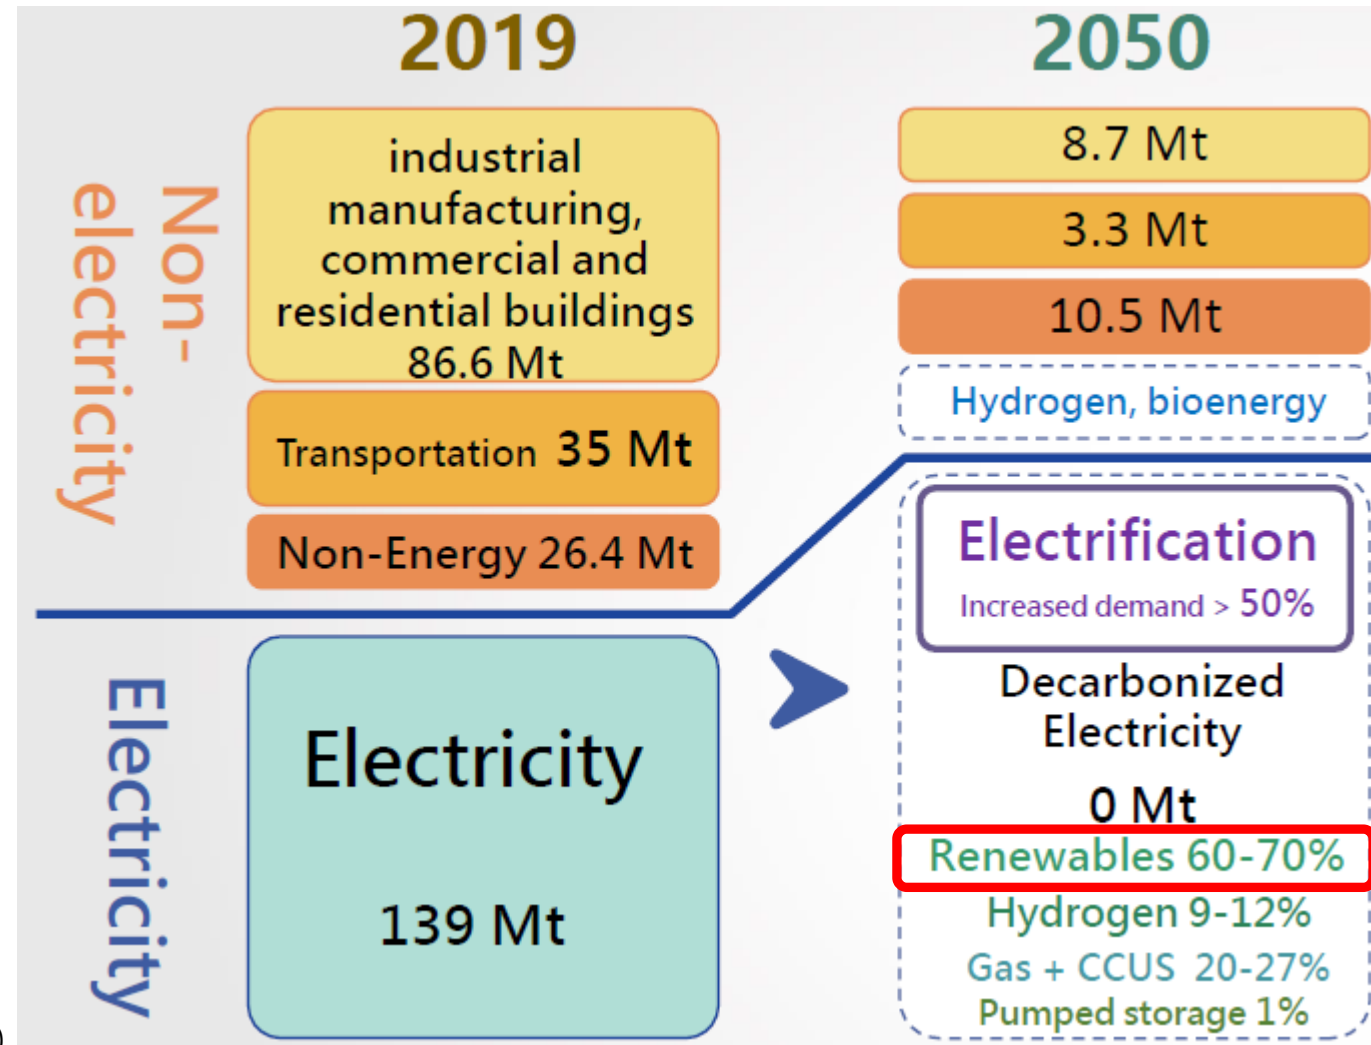 2019
2050
Non-
electricity
industrial
manufacturing,
commercial and
residential buildings
86.6 Mt
Transportation 35 Mt
Non-Energy 26.4 Mt
8.7 Mt
3.3 Mt
10.5 Mt
Hydrogen, bioenergy
Electricity
Electricity
139 Mt
Electrification
Increased demand > 50%
Decarbonized
Electricity
0 Mt
Renewables 60-70%
Hydrogen 9-12%
Gas + CCUS 20-27%
Pumped storage 1%
)